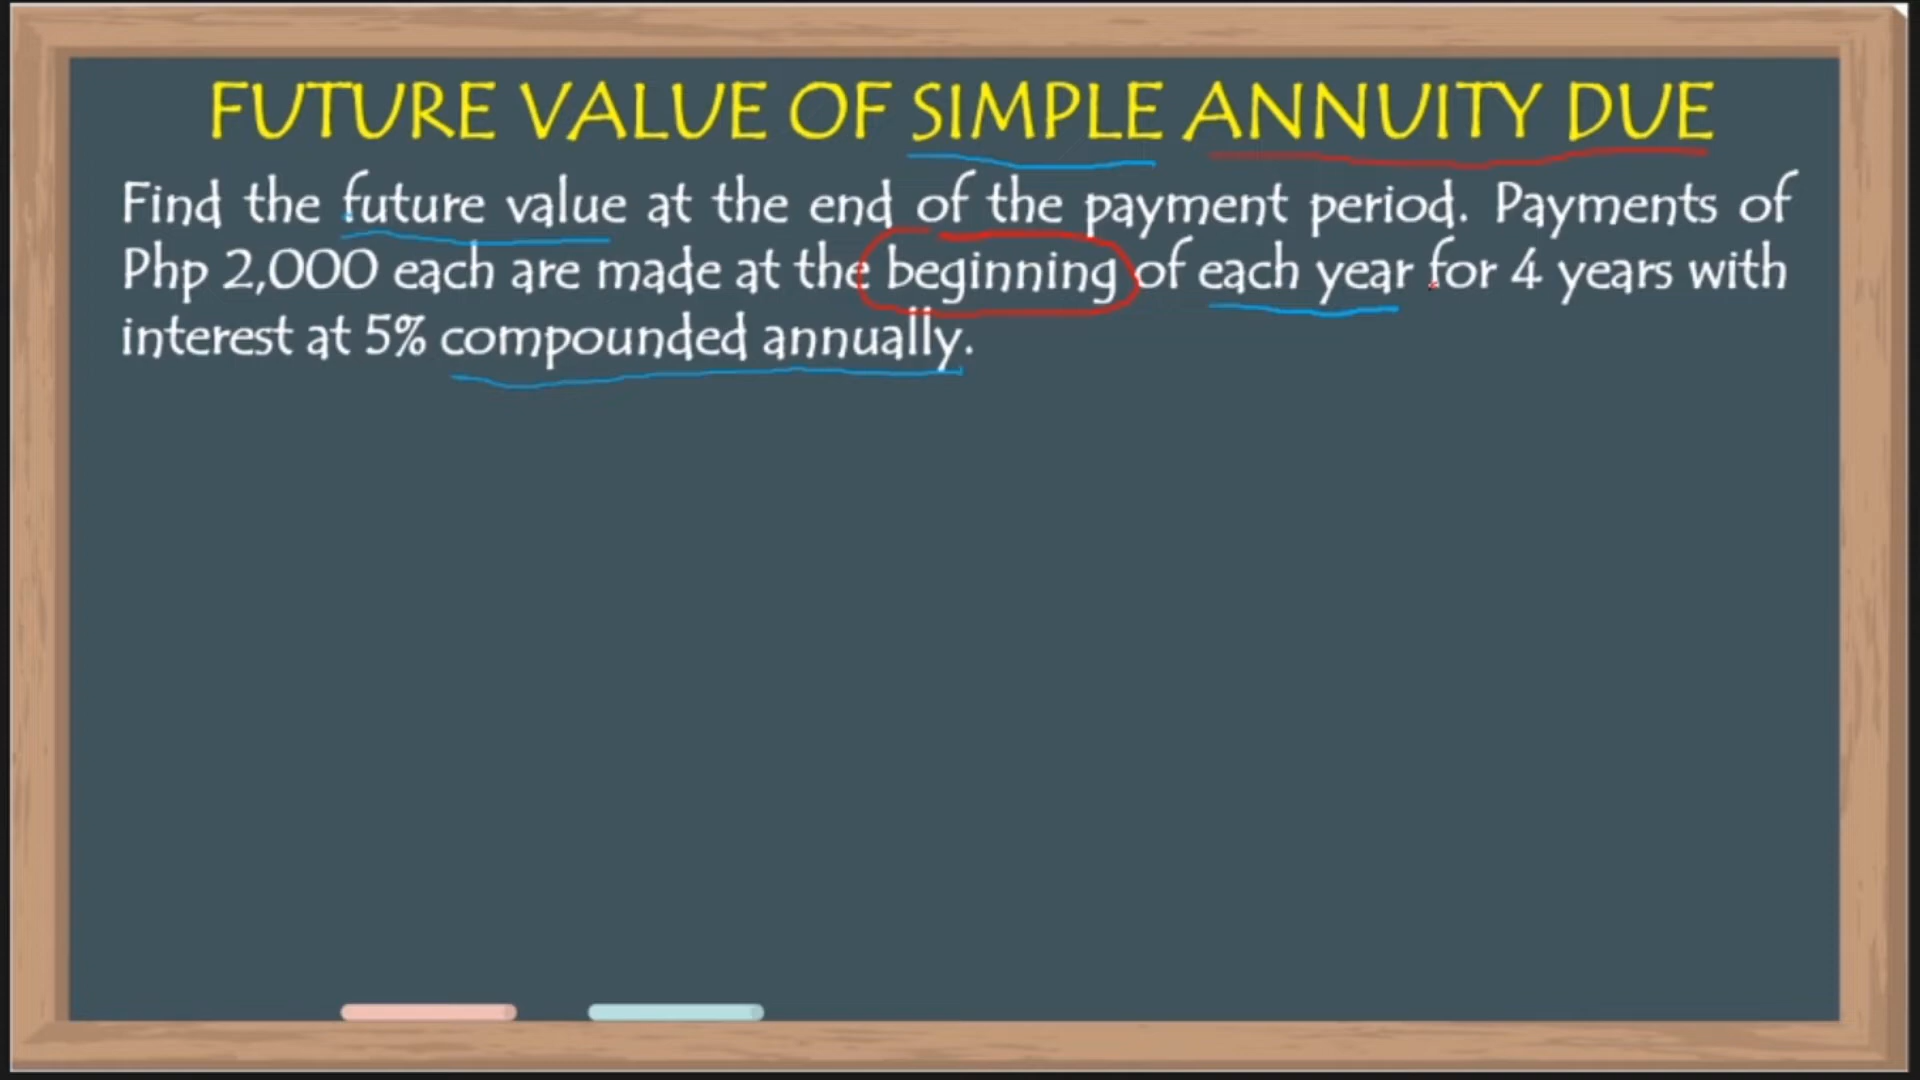 FUTURE VALUE OF SIMPLE ANNUITY DUE
Find the future value at the end of the payment period. Payments of
Php 2,000 each are made at the beginning of each year for 4 years with
interest at 5% compounded annually.